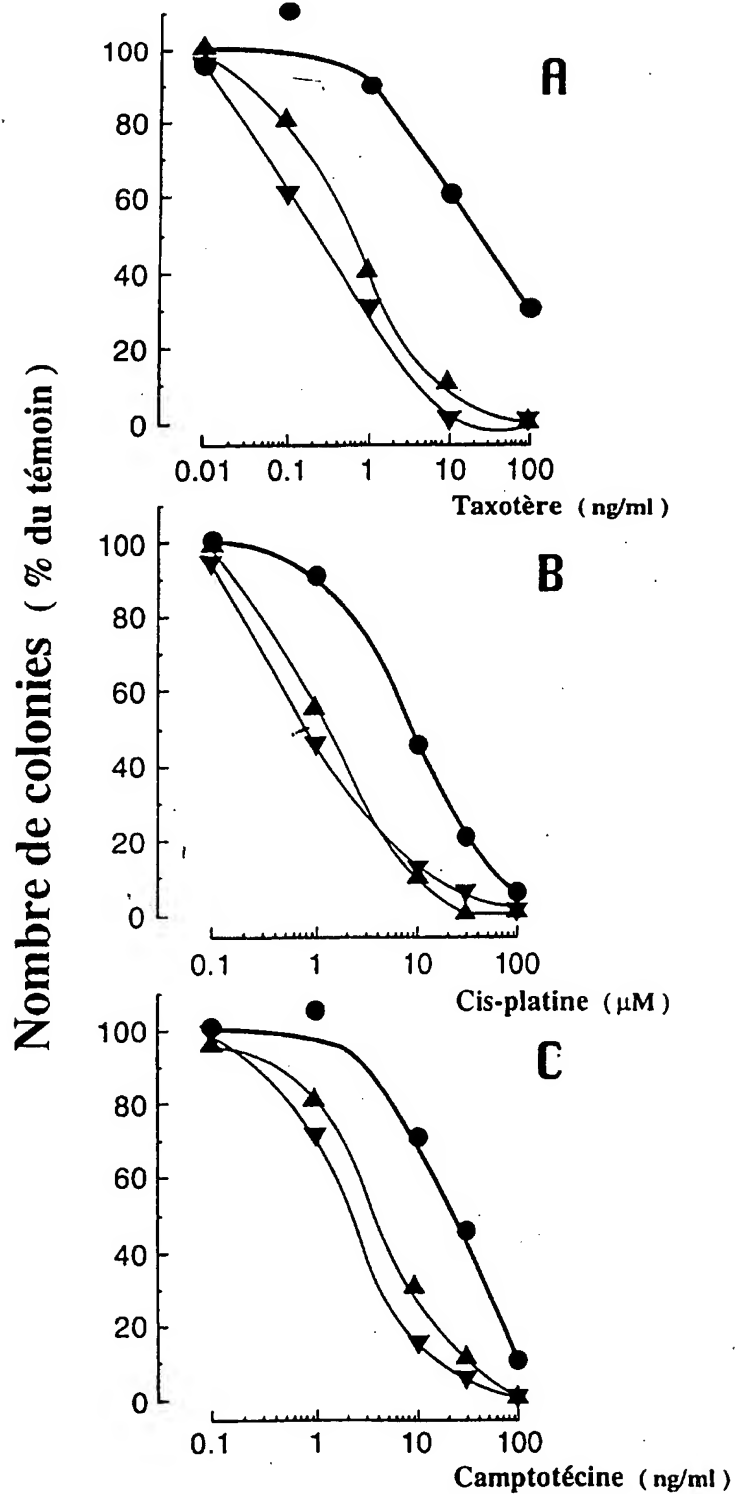 Nombre de colonies ( % du témoin )
A
100
80
60
40
20
0
0.01 0.1 1 10 100
Taxotère ( ng/ml )
B
100
80
60
40
20
0
0.1 1 10 100
Cis-platine ( µM )
C
100
80
60
40
20
0
0.1 1 10 100
Camptotécine ( ng/ml )